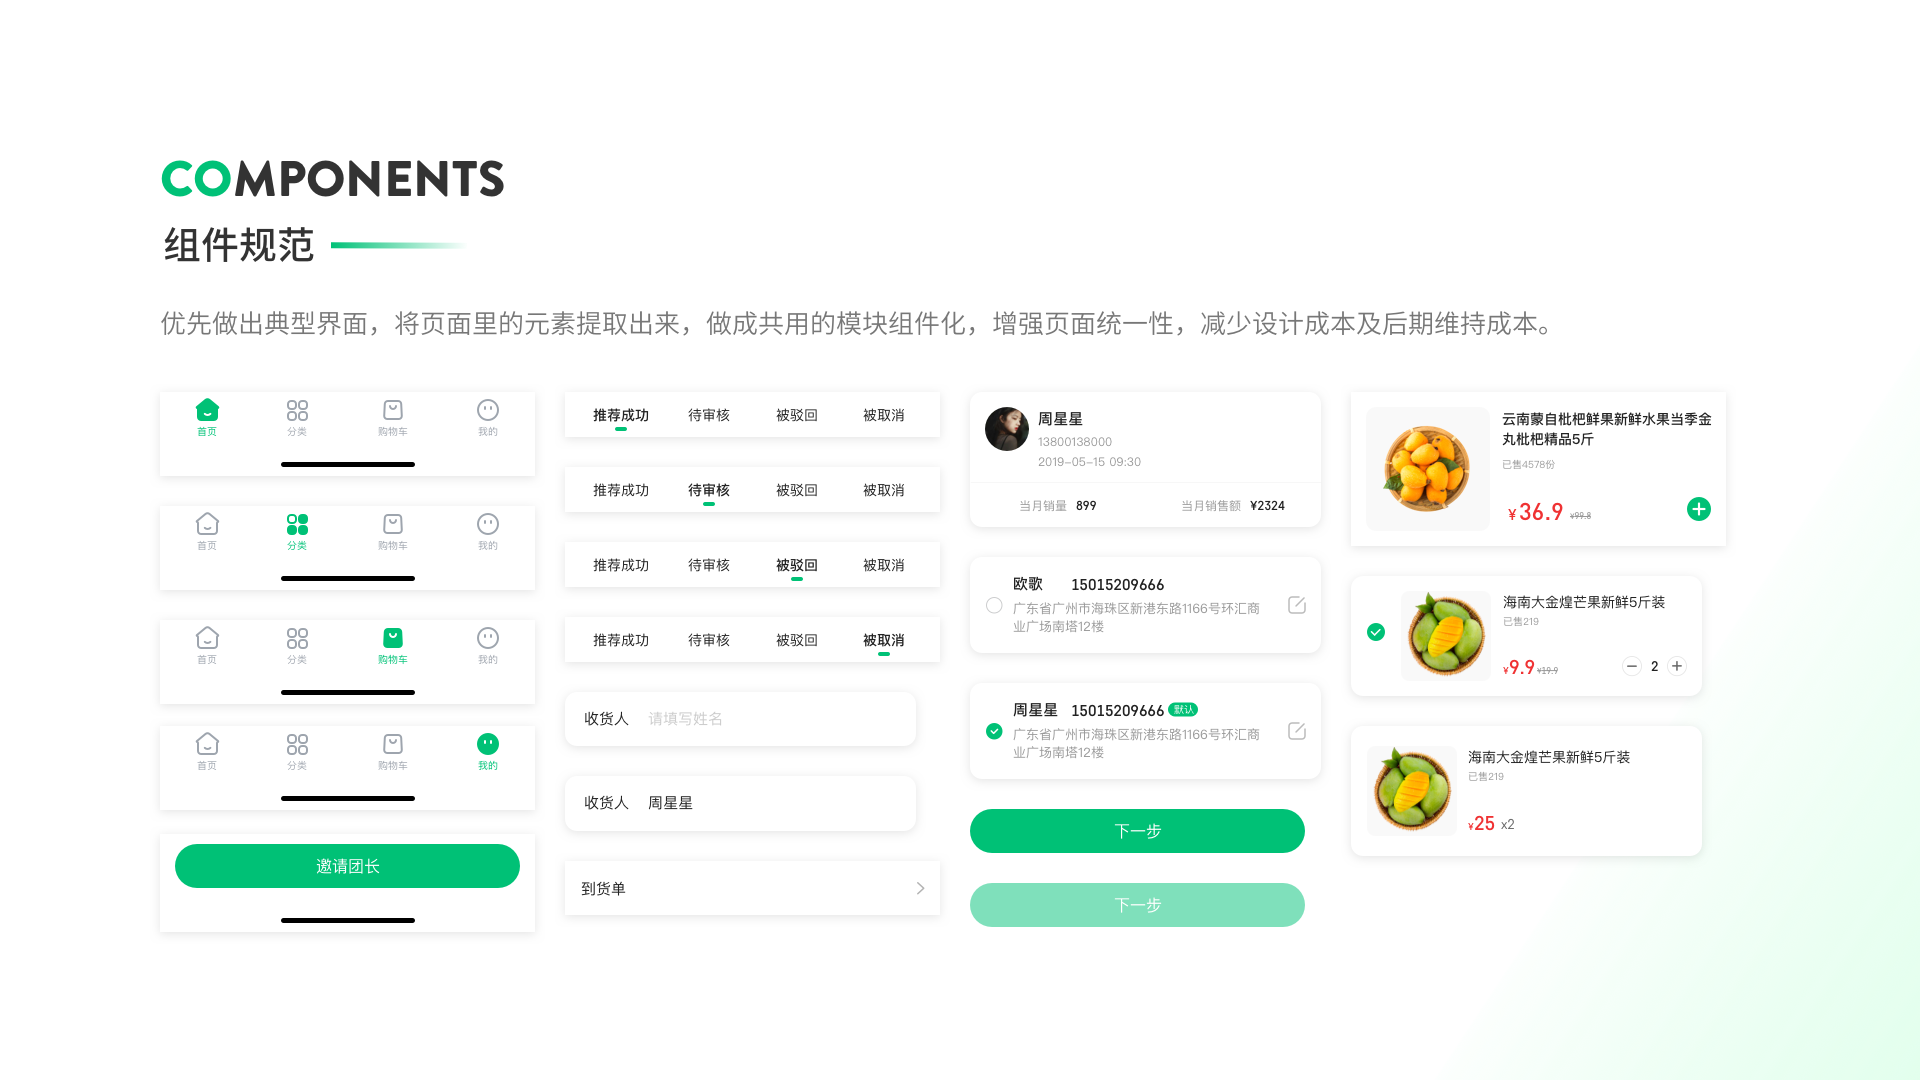 COMPONENTS
组件规范
优先做出典型界面，将页面里的元素提取出来，做成共用的模块组件化，增强页面统一性，减少设计成本及后期维持成本。
首页 分类 购物车 我的
首页 分类 购物车 我的
首页 分类 购物车 我的
首页 分类 购物车 我的
邀请团长
推荐成功 待审核 被驳回 被取消
推荐成功 待审核 被驳回 被取消
推荐成功 待审核 被驳回 被取消
推荐成功 待审核 被驳回 被取消
收货人 请填写姓名
收货人 周星星
到货单
周星星
13800138000
2019-05-15 09:30
当月销量 899 当月销售额 ¥2324
欧歌 15015209666
广东省广州市海珠区新港东路1166号环汇商
业广场南塔12楼
周星星 15015209666 默认
广东省广州市海珠区新港东路1166号环汇商
业广场南塔12楼
下一步
下一步
云南蒙自枇杷鲜果新鲜水果当季金
丸枇杷精品5斤
已售4578份
¥36.9 ¥99.8
海南大金煌芒果新鲜5斤装
已售219
¥9.9 ¥19.9 2
海南大金煌芒果新鲜5斤装
已售219
¥25 x2